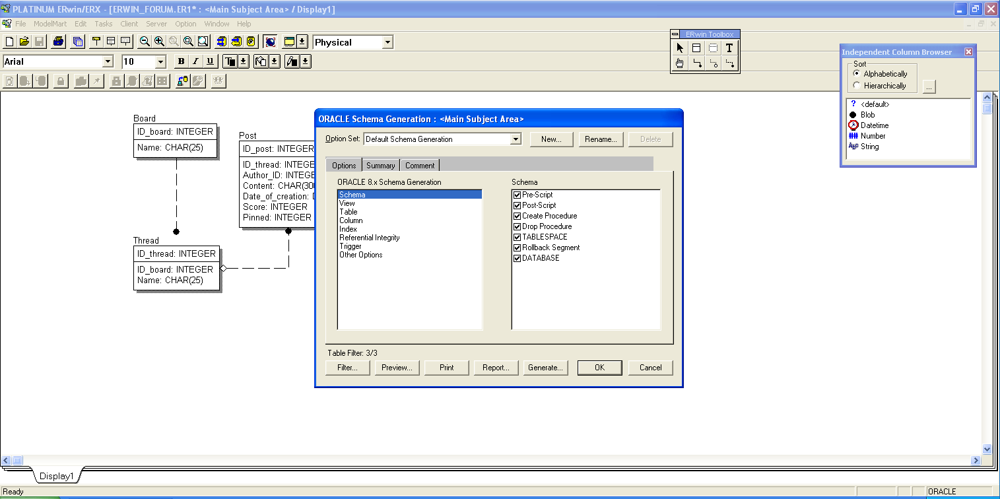 PLATINUM ERwin/ERX - [ERWIN_FORUM.ER1* : <Main Subject Area> / Display1]
File ModelMart Edit Tasks Client Server Option Window Help
Physical
Arial 10 B I U
ERwin Toolbox
T
Independent Column Browser
Sort
Alphabetically
Hierarchically
...
? <default>
Blob
Datetime
Number
String
Board
ID_board: INTEGER
Name: CHAR(25)
Post
ID_post: INTEGER
ID_thread: INTEGE
Author_ID: INTEGE
Content: CHAR(30
Date_of_creation: D
Score: INTEGER
Pinned: INTEGER
Thread
ID_thread: INTEGER
ID_board: INTEGER
Name: CHAR(25)
ORACLE Schema Generation : <Main Subject Area>
Option Set: Default Schema Generation New... Rename... Delete
Options Summary Comment
ORACLE 8.x Schema Generation
Schema
View
Table
Column
Index
Referential Integrity
Trigger
Other Options
Schema
Pre-Script
Post-Script
Create Procedure
Drop Procedure
TABLESPACE
Rollback Segment
DATABASE
Table Filter: 3/3
Filter... Preview... Print Report... Generate... OK Cancel
Display1
Ready ORACLE